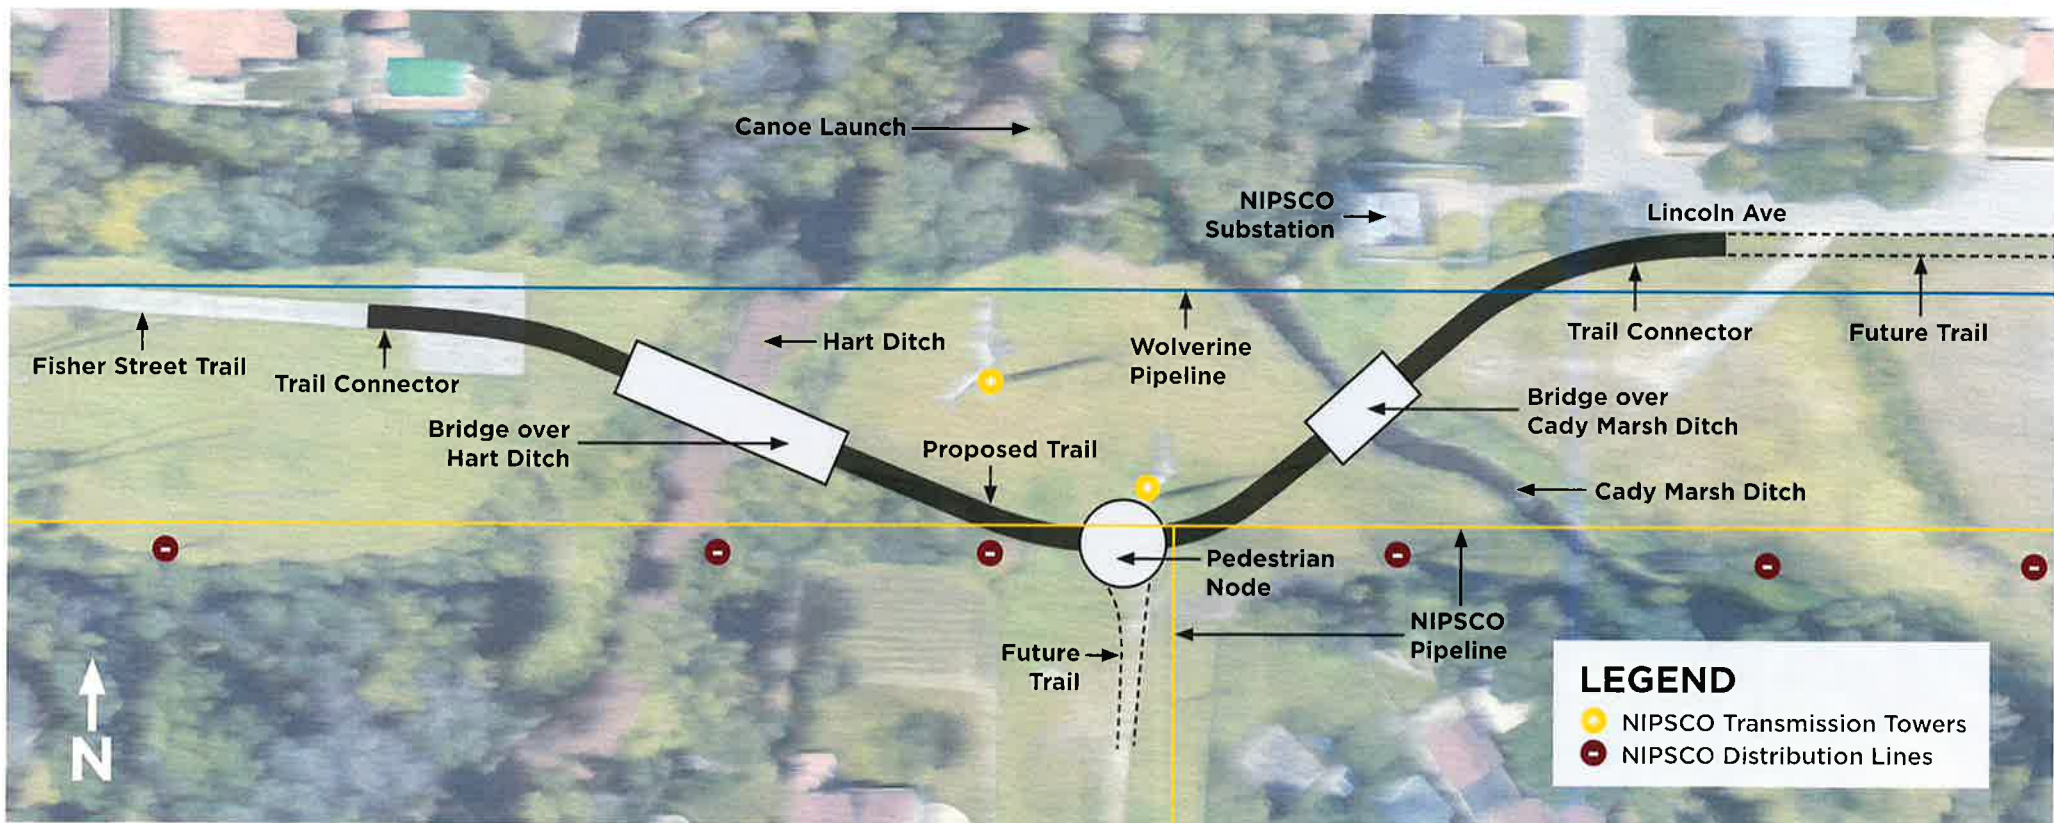 Canoe Launch
NIPSCO
Substation
Lincoln Ave
Fisher Street Trail
Trail Connector
Hart Ditch
Wolverine
Pipeline
Trail Connector
Future Trail
Bridge over
Hart Ditch
Proposed Trail
Bridge over
Cady Marsh Ditch
Cady Marsh Ditch
Pedestrian
Node
NIPSCO
Pipeline
Future
Trail
N
LEGEND
NIPSCO Transmission Towers
NIPSCO Distribution Lines